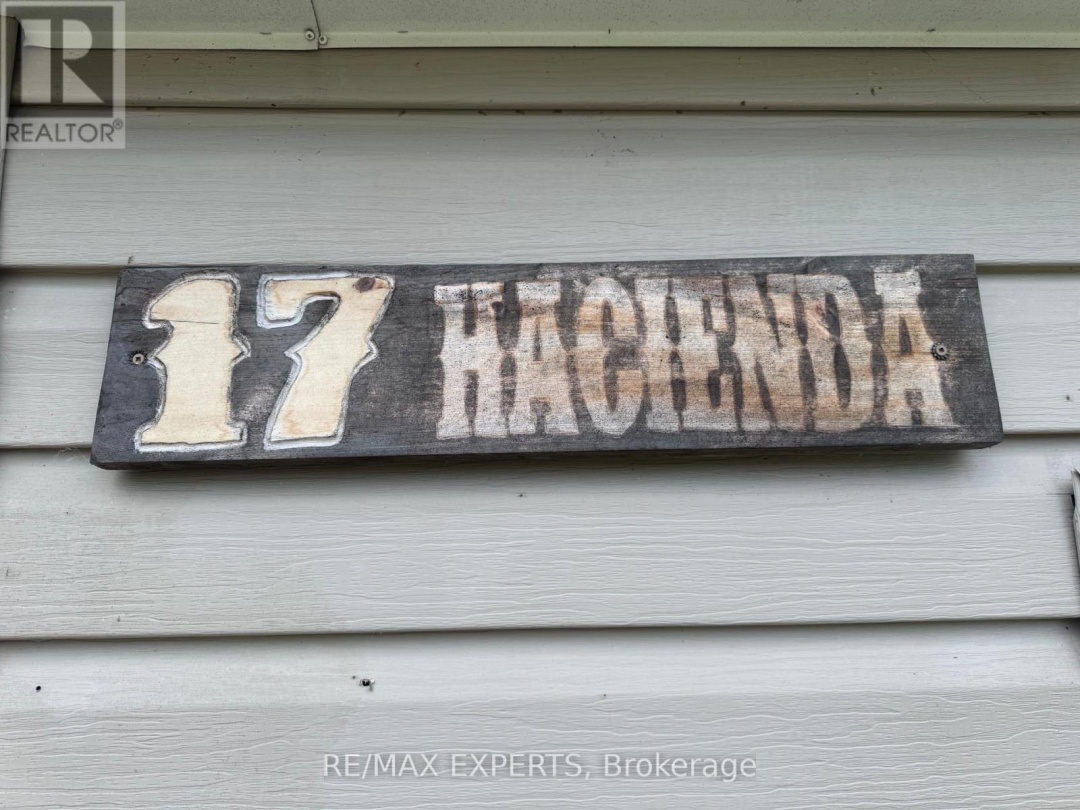 R
REALTOR®
17 HACIENDA
RE/MAX EXPERTS, Brokerage